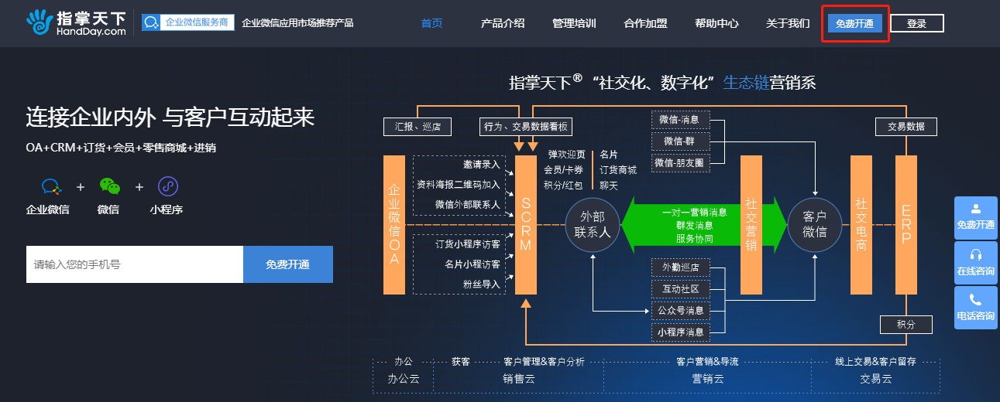 指掌天下
HandDay.com
企业微信服务商
企业微信应用市场推荐产品
首页
产品介绍
管理培训
合作加盟
帮助中心
关于我们
免费开通
登录
连接企业内外 与客户互动起来
OA+CRM+订货+会员+零售商城+进销
企业微信
+
微信
+
小程序
请输入您的手机号
免费开通
指掌天下®“社交化、数字化”生态链营销系
汇报、巡店
行为、交易数据看板
微信-消息
微信-群
微信-朋友圈
交易数据
企业微信OA
邀请录入
资料海报二维码加入
微信外部联系人
订货小程序访客
名片小程访客
粉丝导入
SCRM
弹欢迎页
会员/卡券
积分/红包
名片
订货商城
聊天
外部
联系人
一对一营销消息
群发消息
服务协同
社交营销
客户
微信
社交电商
ERP
外勤巡店
互动社区
公众号消息
小程序消息
积分
办公
获客
客户管理&客户分析
客户营销&导流
线上交易&客户留存
办公云
销售云
营销云
交易云
免费开通
在线咨询
电话咨询